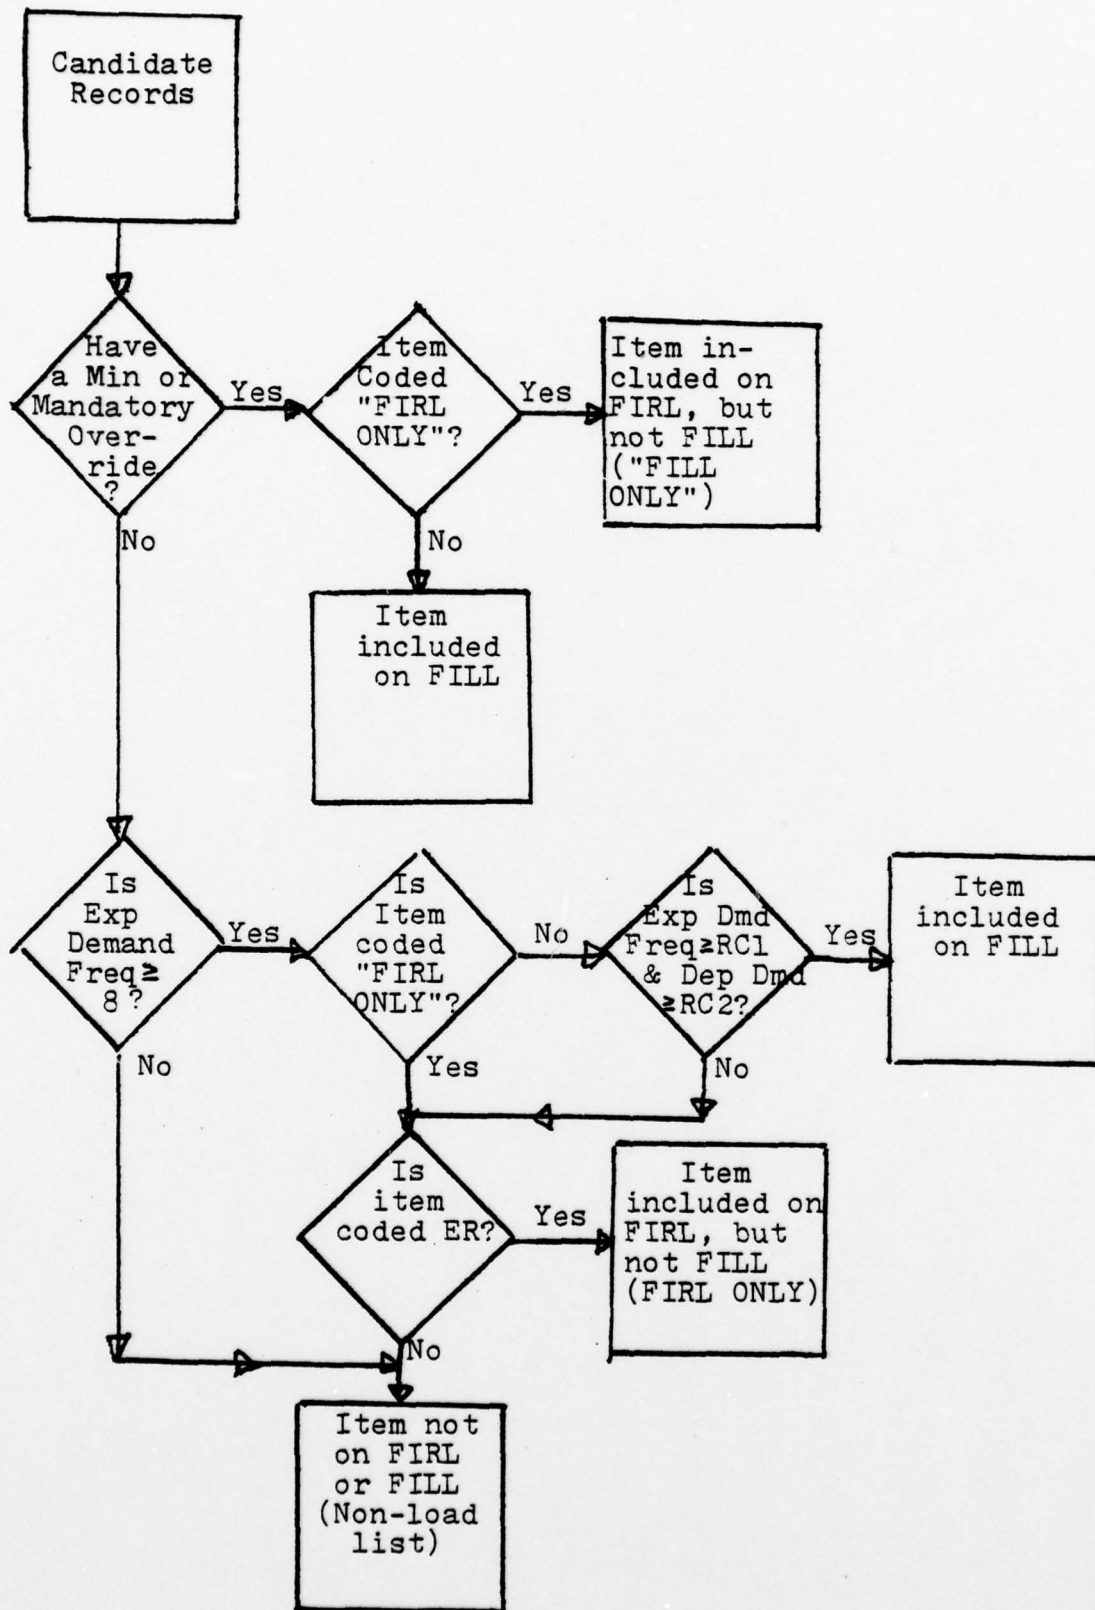 Candidate
Records
Have
a Min or
Mandatory
Over-
ride
?
Yes
Item
Coded
"FIRL
ONLY"?
Yes
Item in-
cluded on
FIRL, but
not FILL
("FILL
ONLY")
No
No
Item
included
on FILL
Is
Exp
Demand
Freq≥
8?
Yes
Is
Item
coded
"FIRL
ONLY"?
No
Is
Exp Dmd
Freq≥RC1
& Dep Dmd
≥RC2?
Yes
Item
included
on FILL
No
Yes
No
Is
item
coded ER?
Yes
Item
included on
FIRL, but
not FILL
(FIRL ONLY)
No
Item not
on FIRL
or FILL
(Non-load
list)